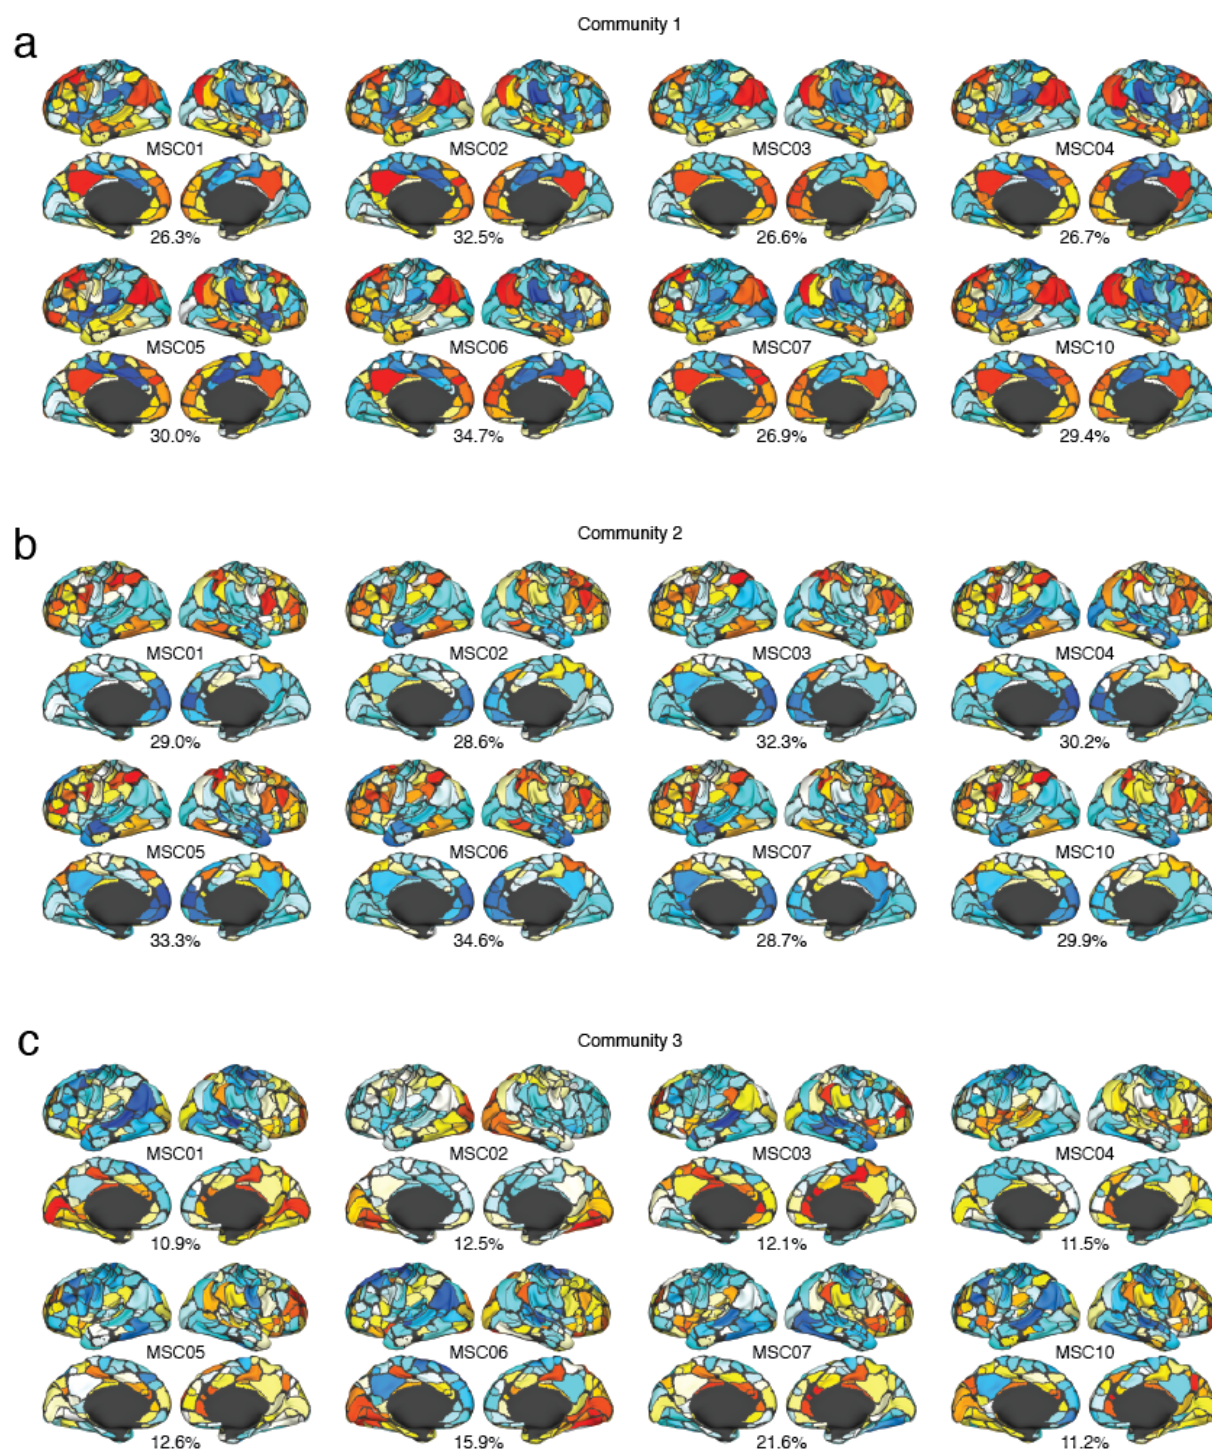 Community 1
a
MSC01 MSC02 MSC03 MSC04
26.3% 32.5% 26.6% 26.7%
MSC05 MSC06 MSC07 MSC10
30.0% 34.7% 26.9% 29.4%
Community 2
b
MSC01 MSC02 MSC03 MSC04
29.0% 28.6% 32.3% 30.2%
MSC05 MSC06 MSC07 MSC10
33.3% 34.6% 28.7% 29.9%
Community 3
c
MSC01 MSC02 MSC03 MSC04
10.9% 12.5% 12.1% 11.5%
MSC05 MSC06 MSC07 MSC10
12.6% 15.9% 21.6% 11.2%